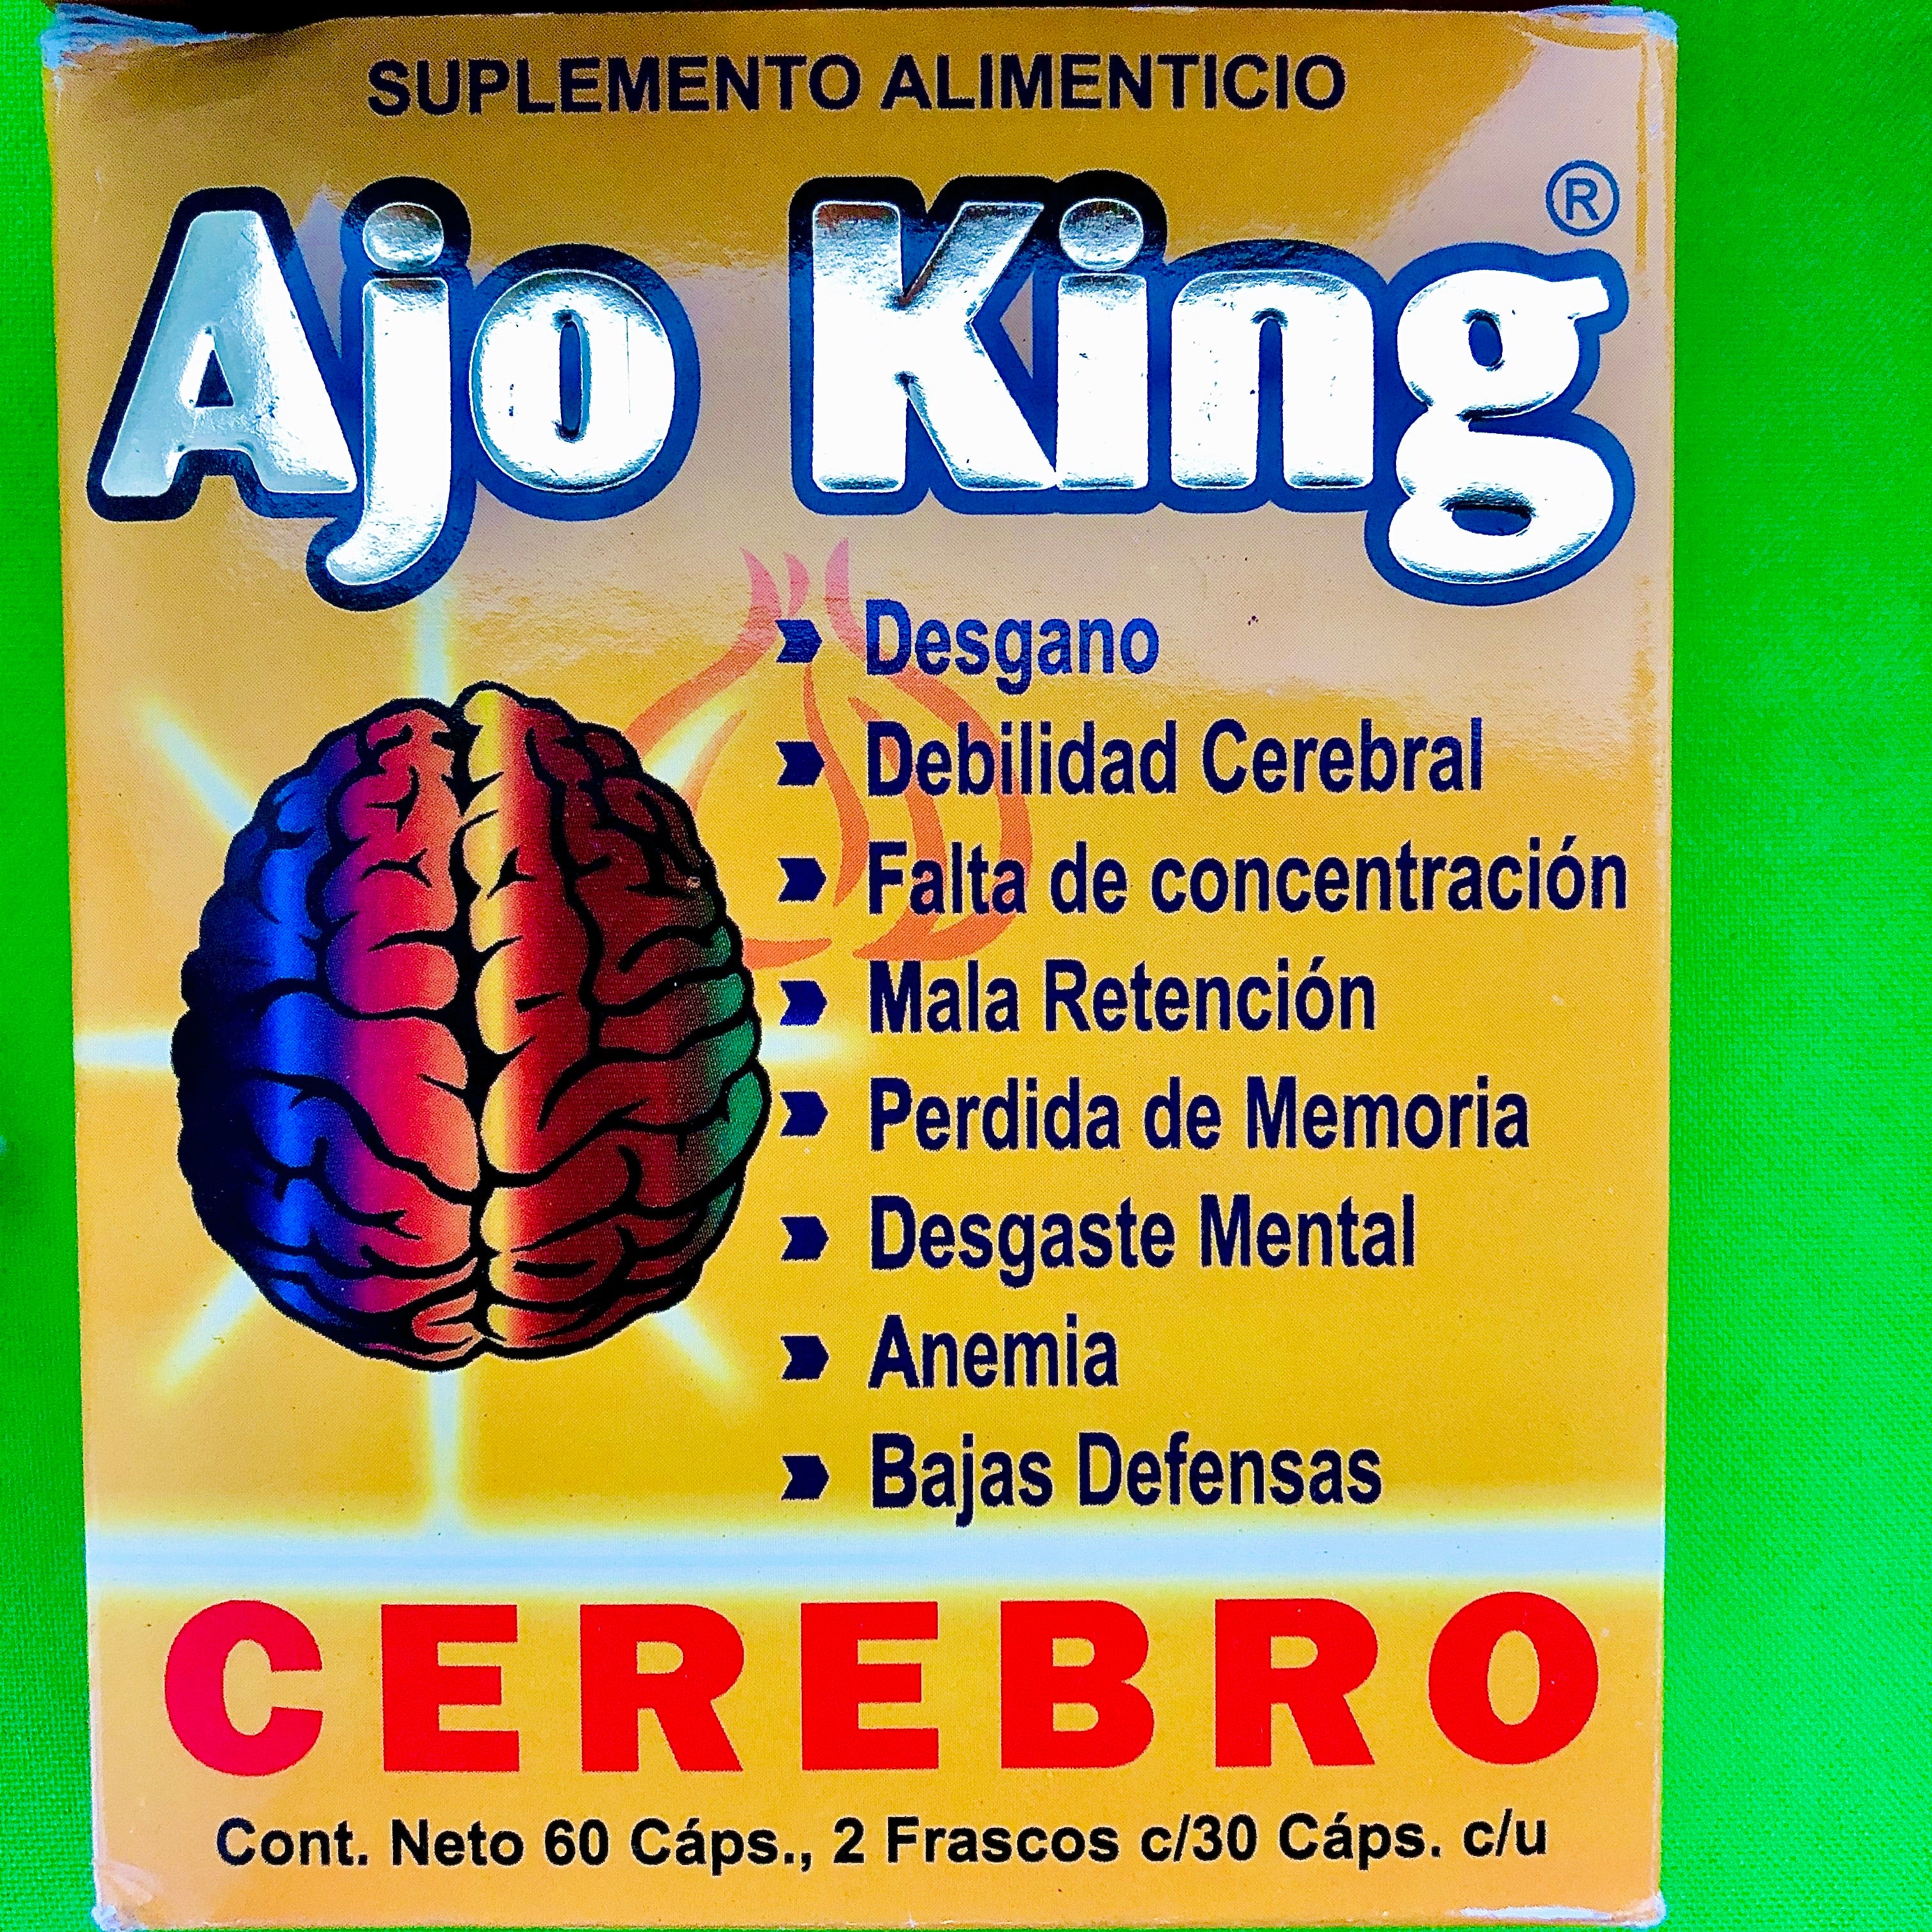 SUPLEMENTO ALIMENTICIO
Ajo King®
Desgano
Debilidad Cerebral
Falta de concentración
Mala Retención
Perdida de Memoria
Desgaste Mental
Anemia
Bajas Defensas
CEREBRO
Cont. Neto 60 Cáps., 2 Frascos c/30 Cáps. c/u